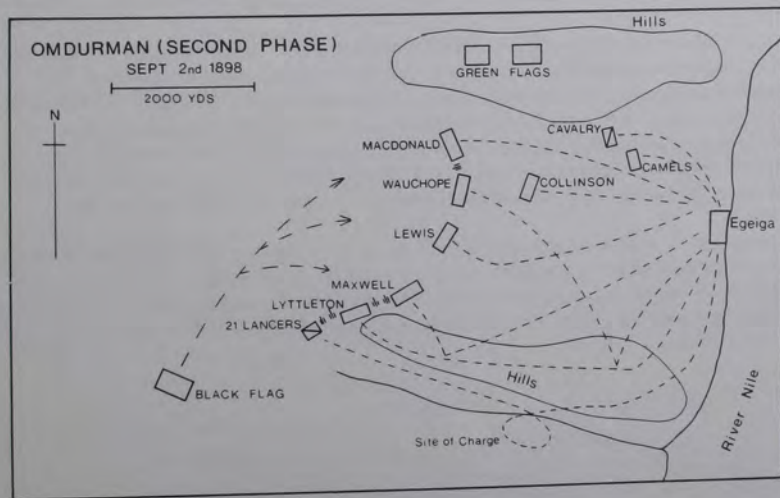 OMDURMAN (SECOND PHASE)
SEPT 2nd 1898
2000 YDS
N
Hills
GREEN FLAGS
CAVALRY
CAMELS
MACDONALD
WAUCHOPE
COLLINSON
Egeiga
LEWIS
MAXWELL
LYTTLETON
21 LANCERS
BLACK FLAG
Hills
Site of Charge
River Nile